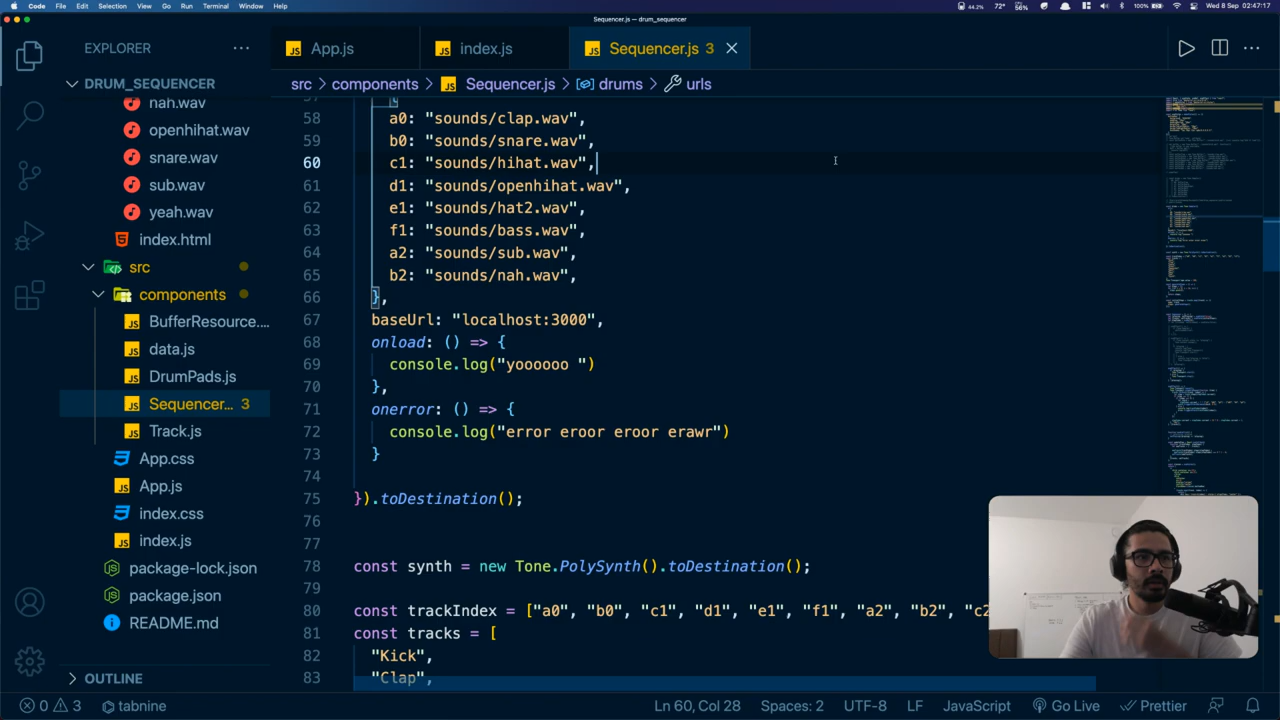 Code File Edit Selection View Go Run Terminal Window Help 44.2% 72° 56% 100% Wed 8 Sep 02:47:17
Sequencer.js — drum_sequencer
EXPLORER ...
App.js
index.js
Sequencer.js 3
DRUM_SEQUENCER
src > components > Sequencer.js > drums > urls
nah.wav
openhihat.wav
snare.wav
sub.wav
yeah.wav
index.html
src
components
BufferResource....
data.js
DrumPads.js
Sequencer... 3
Track.js
App.css
App.js
index.css
index.js
package-lock.json
package.json
README.md
OUTLINE
57 {
58 a0: "sounds/clap.wav",
59 b0: "sounds/snare.wav",
60 c1: "sounds/hihat.wav",
61 d1: "sounds/openhihat.wav",
62 e1: "sounds/hat2.wav",
63 f1: "sounds/bass.wav",
64 a2: "sounds/sub.wav",
65 b2: "sounds/nah.wav",
66 },
67 baseUrl: "localhost:3000",
68 onload: () => {
69 console.log("oooooo ")
70 },
71 onerror: () => {
72 console.log("error eroor eroor erawr")
73 }
74
75 }).toDestination();
76
77
78 const synth = new Tone.PolySynth().toDestination();
79
80 const trackIndex = ["a0", "b0", "c1", "d1", "e1", "f1", "a2", "b2", "c2
81 const tracks = [
82 "Kick",
83 "Clap",
0 3 tabnine Ln 60, Col 28 Spaces: 2 UTF-8 LF JavaScript Go Live Prettier